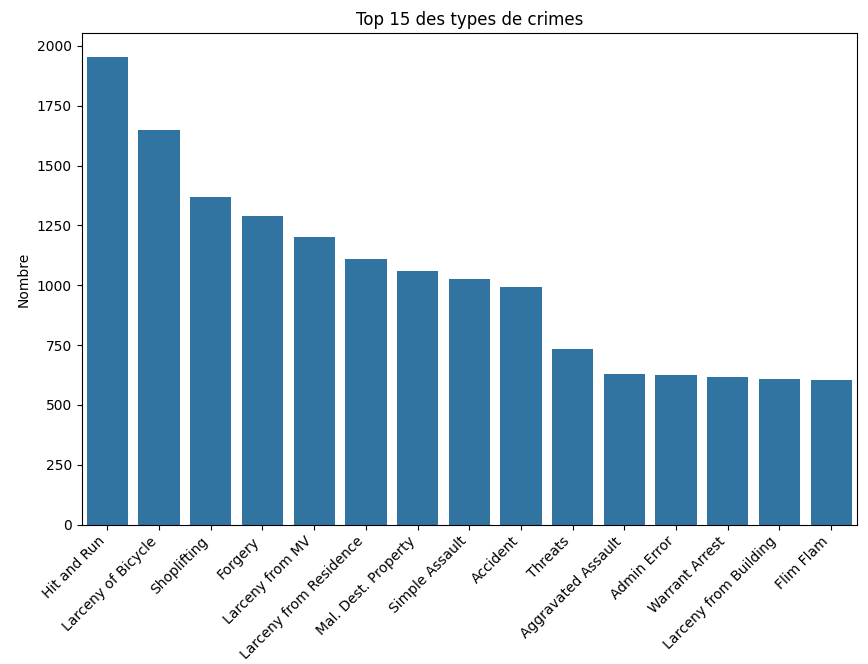 Top 15 des types de crimes
Nombre
2000
1750
1500
1250
1000
750
500
250
0
Hit and Run
Larceny of Bicycle
Shoplifting
Forgery
Larceny from MV
Larceny from Residence
Mal. Dest. Property
Simple Assault
Accident
Threats
Aggravated Assault
Admin Error
Warrant Arrest
Larceny from Building
Flim Flam